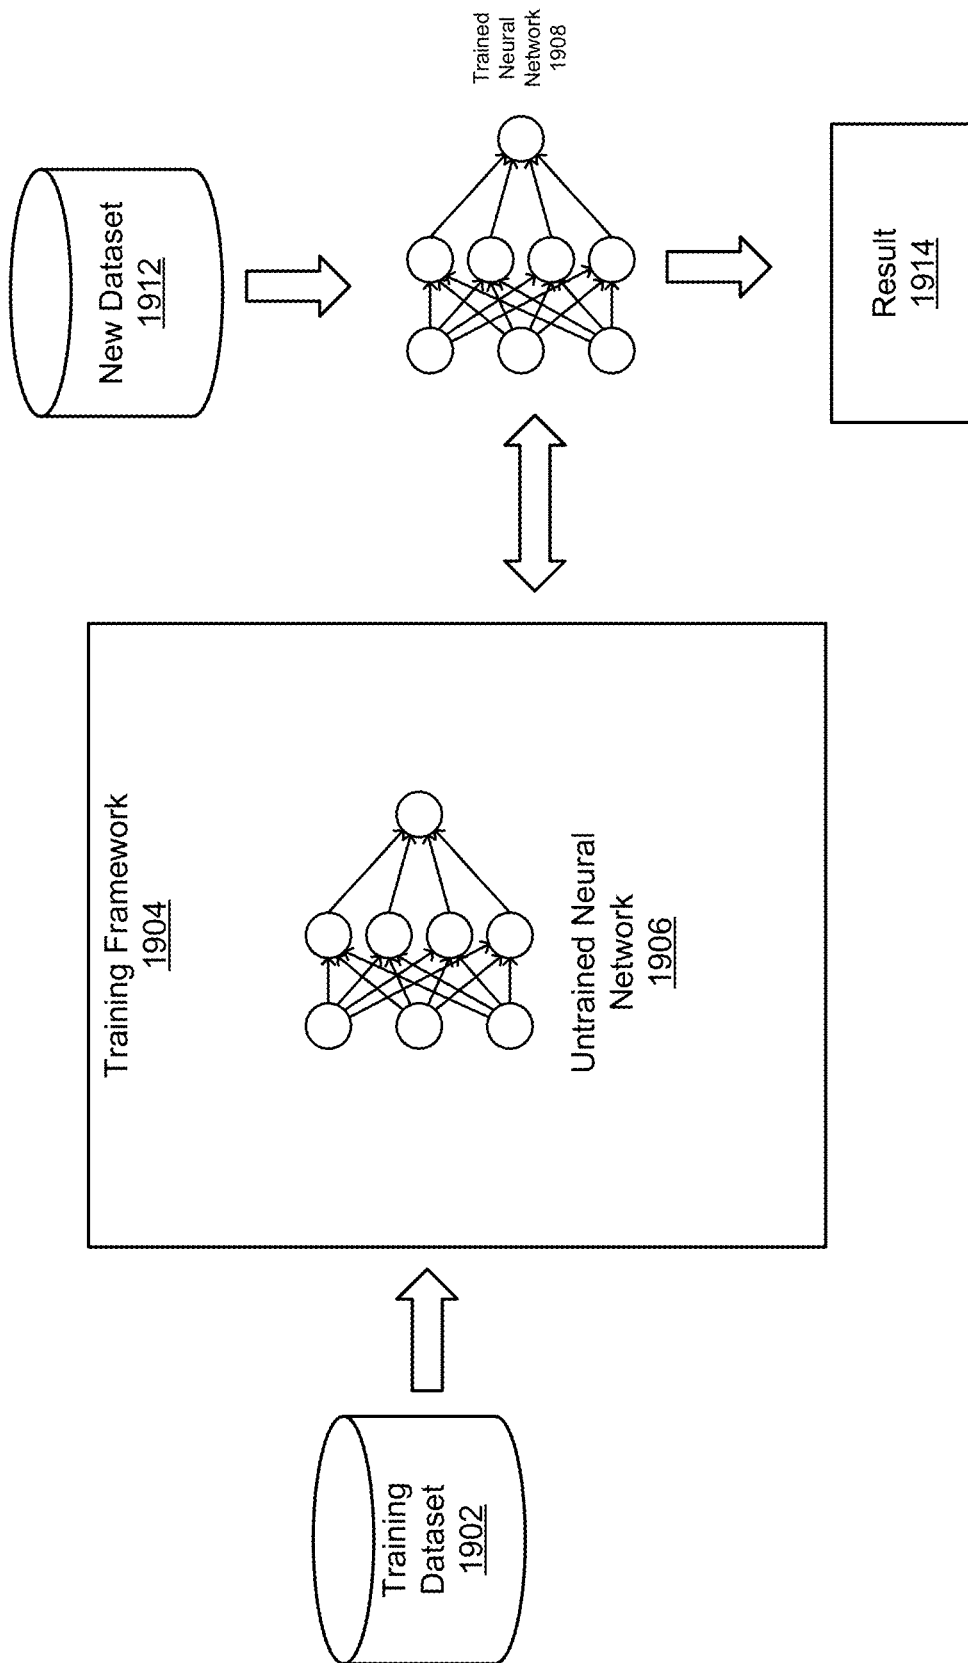 Training
Dataset
1902
Training Framework
1904
Untrained Neural
Network
1906
New Dataset
1912
Trained
Neural
Network
1908
Result
1914